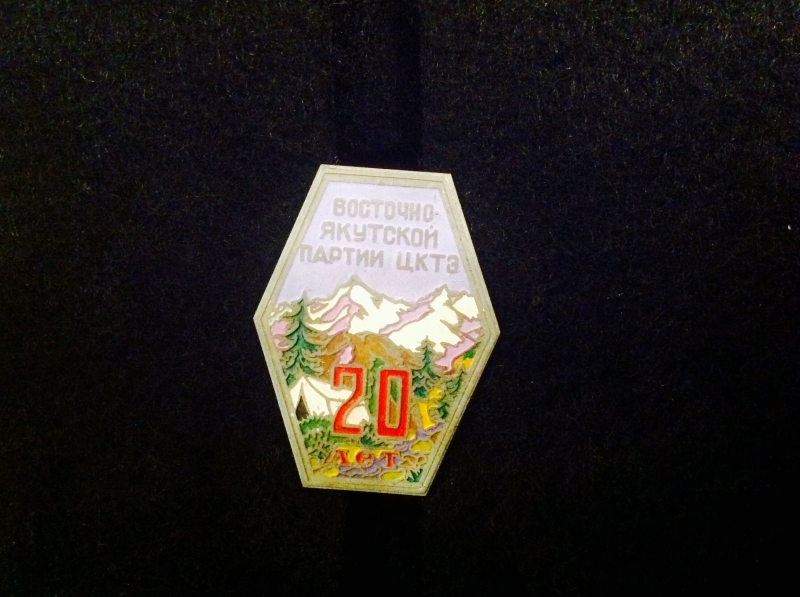 ВОСТОЧНО-
ЯКУТСКОЙ
ПАРТИИ ЦКТЭ
20
ЛЕТ